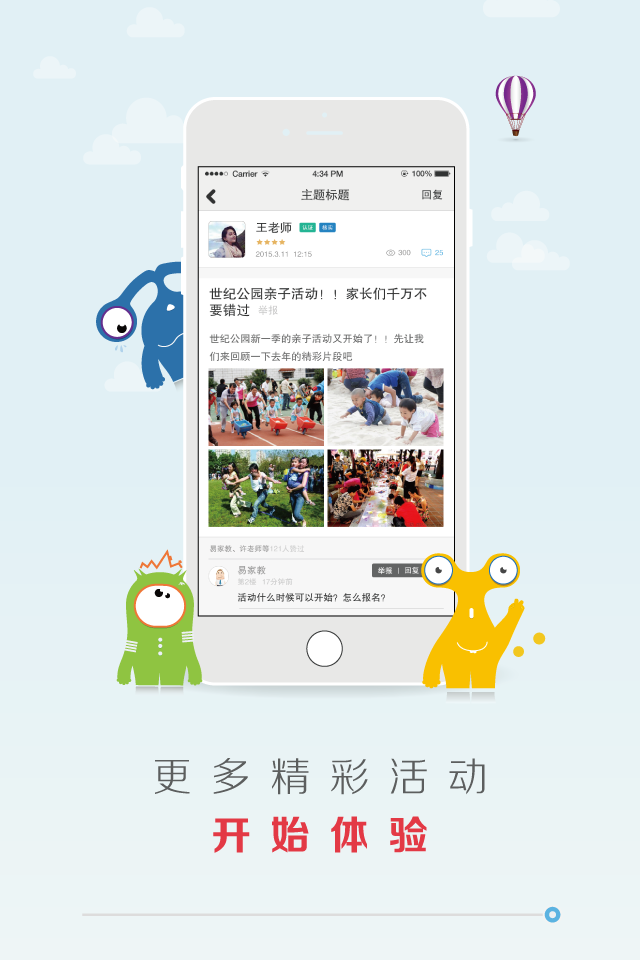 Carrier 4:34 PM 100%
主题标题 回复
王老师 认证 核实
2015.3.11 12:15 300 25
世纪公园亲子活动！！家长们千万不
要错过 举报
世纪公园新一季的亲子活动又开始了！！先让我
们来回顾一下去年的精彩片段吧
易家教、许老师等121人赞过
易家教 举报 | 回复
第2楼 17分钟前
活动什么时候可以开始？怎么报名？
更多精彩活动
开始体验